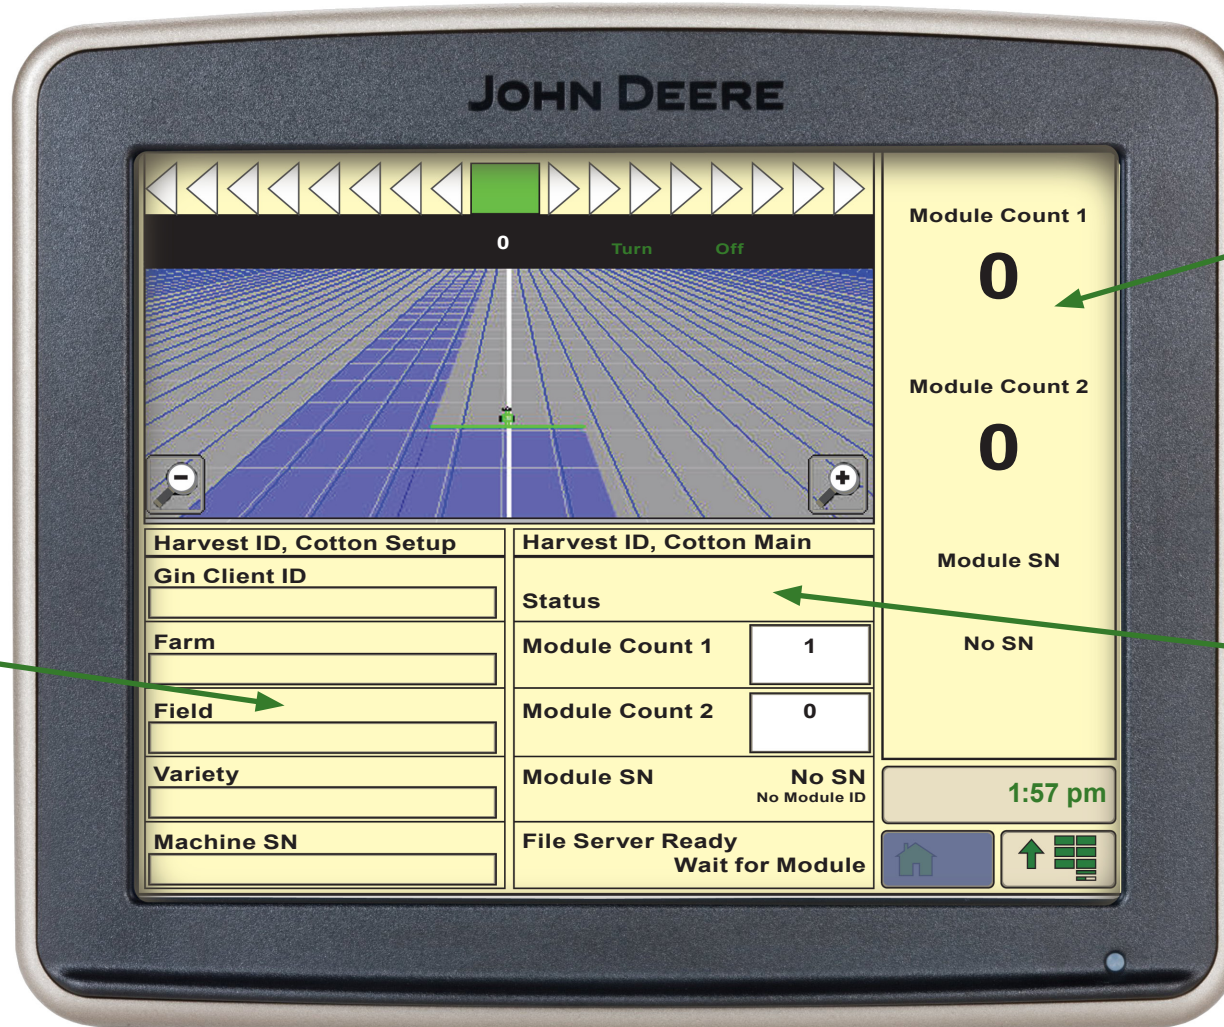 JOHN DEERE
0 Turn Off
Module Count 1
0
Module Count 2
0
Module SN
No SN
Harvest ID, Cotton Setup
Gin Client ID
Farm
Field
Variety
Machine SN
Harvest ID, Cotton Main
Status
Module Count 1 1
Module Count 2 0
Module SN No SN
No Module ID
File Server Ready
Wait for Module
1:57 pm